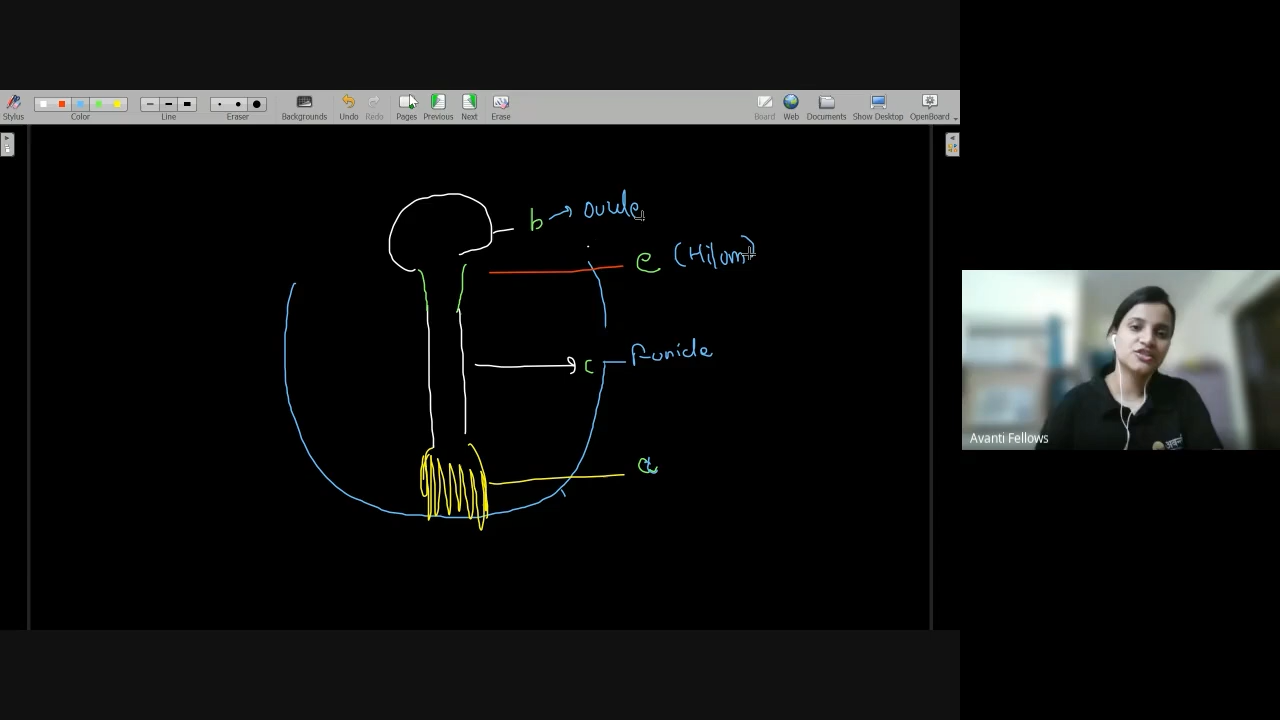 Stylus
Color
Line
Eraser
Backgrounds
Undo
Redo
Pages
Previous
Next
Erase
Board
Web
Documents
Show Desktop
OpenBoard
b → ovule
e (Hilum)
c — funicle
a
Avanti Fellows